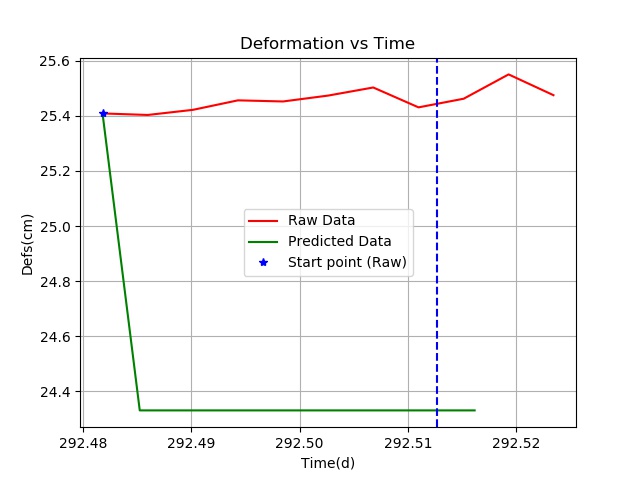 Deformation vs Time
Defs(cm)
25.6
25.4
25.2
25.0
24.8
24.6
24.4
Raw Data
Predicted Data
Start point (Raw)
292.48 292.49 292.50 292.51 292.52
Time(d)